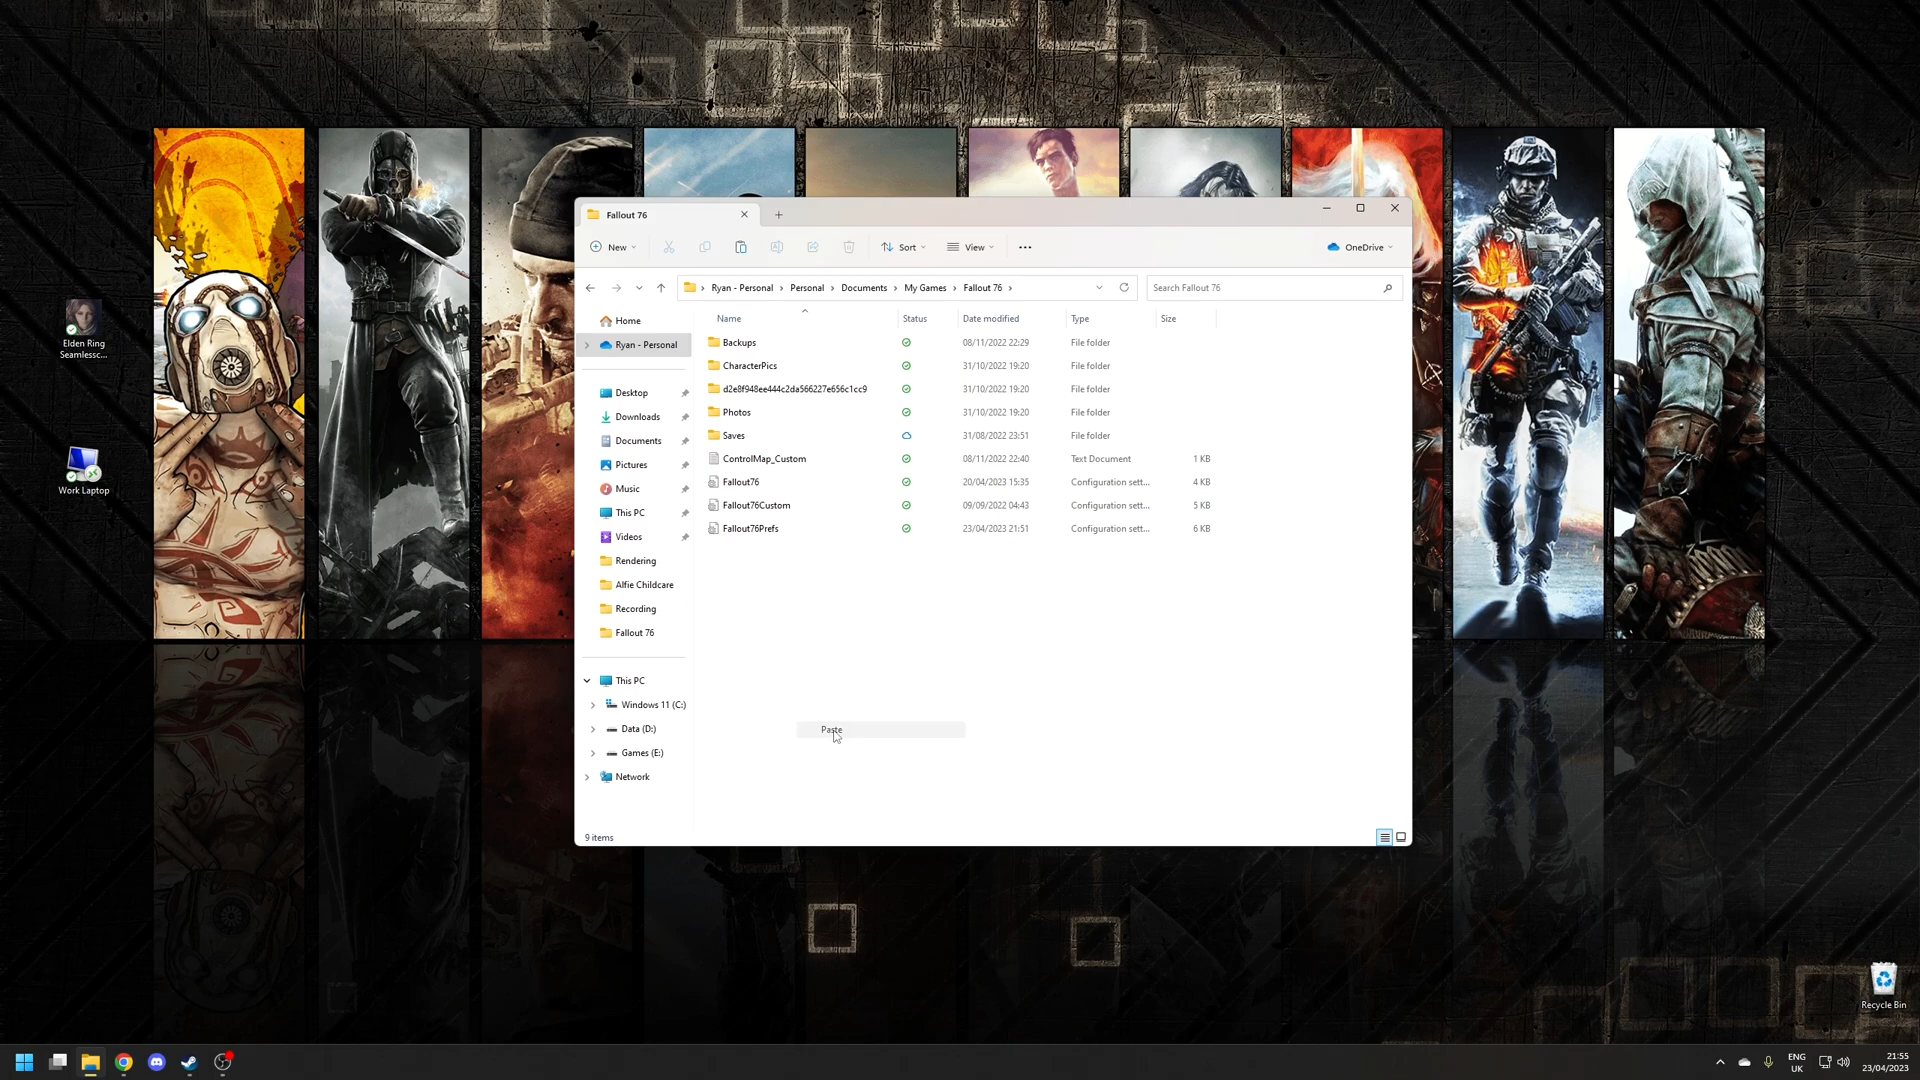 Fallout 76
New
Sort
View
OneDrive
Ryan - Personal
Personal
Documents
My Games
Fallout 76
Search Fallout 76
Name
Status
Date modified
Type
Size
Home
Ryan - Personal
Desktop
Downloads
Documents
Pictures
Music
This PC
Videos
Rendering
Alfie Childcare
Recording
Fallout 76
This PC
Windows 11 (C:)
Data (D:)
Games (E:)
Network
Backups 08/11/2022 22:29 File folder
CharacterPics 31/10/2022 19:20 File folder
d2e8f948ee444c2da566227e656c1cc9 31/10/2022 19:20 File folder
Photos 31/10/2022 19:20 File folder
Saves 31/08/2022 23:51 File folder
ControlMap_Custom 08/11/2022 22:40 Text Document 1 KB
Fallout76 20/04/2023 15:35 Configuration sett... 4 KB
Fallout76Custom 09/09/2022 04:43 Configuration sett... 5 KB
Fallout76Prefs 23/04/2023 21:51 Configuration sett... 6 KB
Paste
9 items
Elden Ring
Seamlessc...
Work Laptop
Recycle Bin
ENG
UK
21:55
23/04/2023